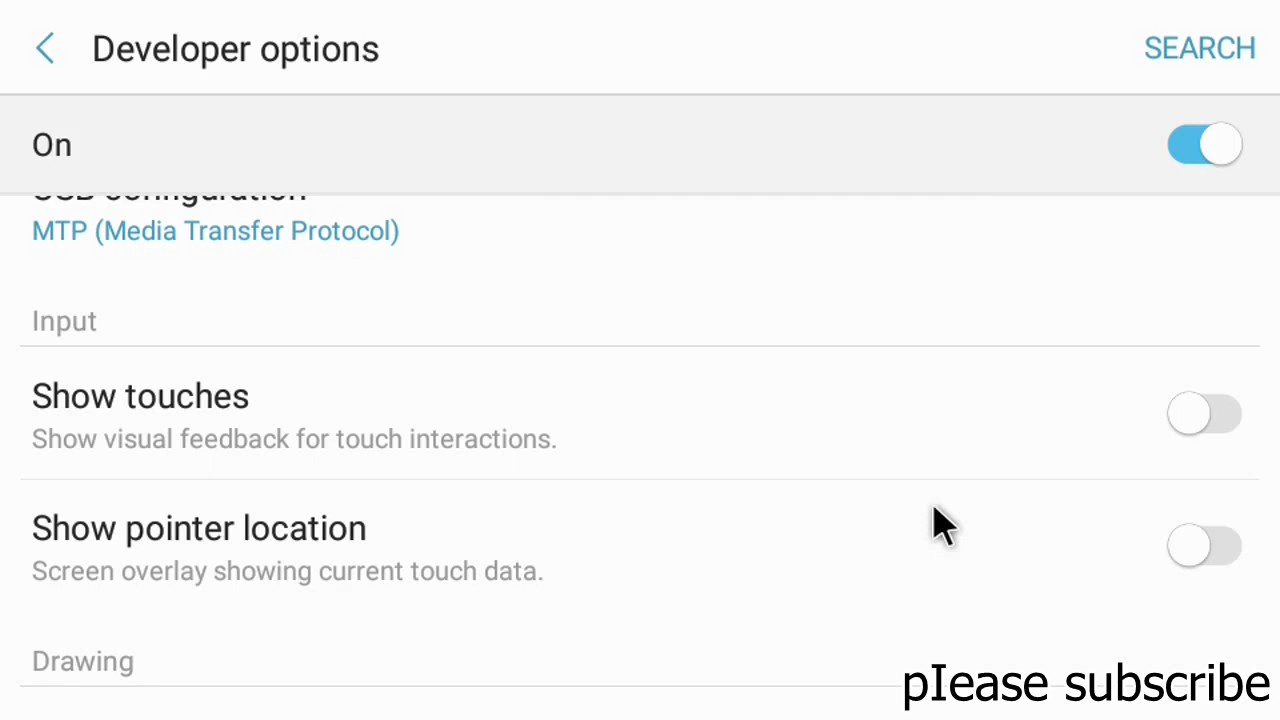 Developer options
SEARCH
On
USB configuration
MTP (Media Transfer Protocol)
Input
Show touches
Show visual feedback for touch interactions.
Show pointer location
Screen overlay showing current touch data.
Drawing
pIease subscribe